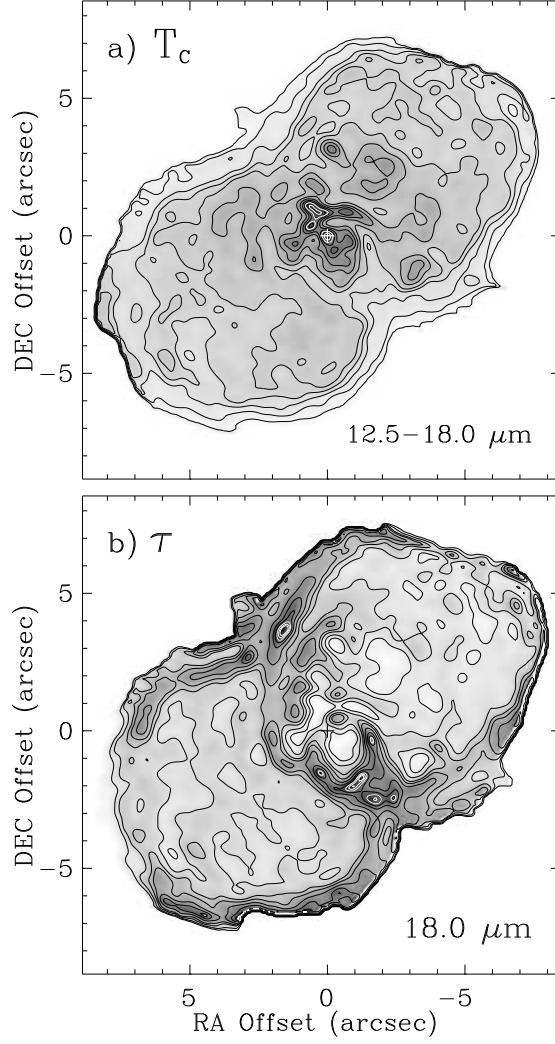 a) T_c
5
0
−5
DEC Offset (arcsec)
12.5−18.0 μm
b) τ
5
0
−5
DEC Offset (arcsec)
18.0 μm
5 0 −5
RA Offset (arcsec)